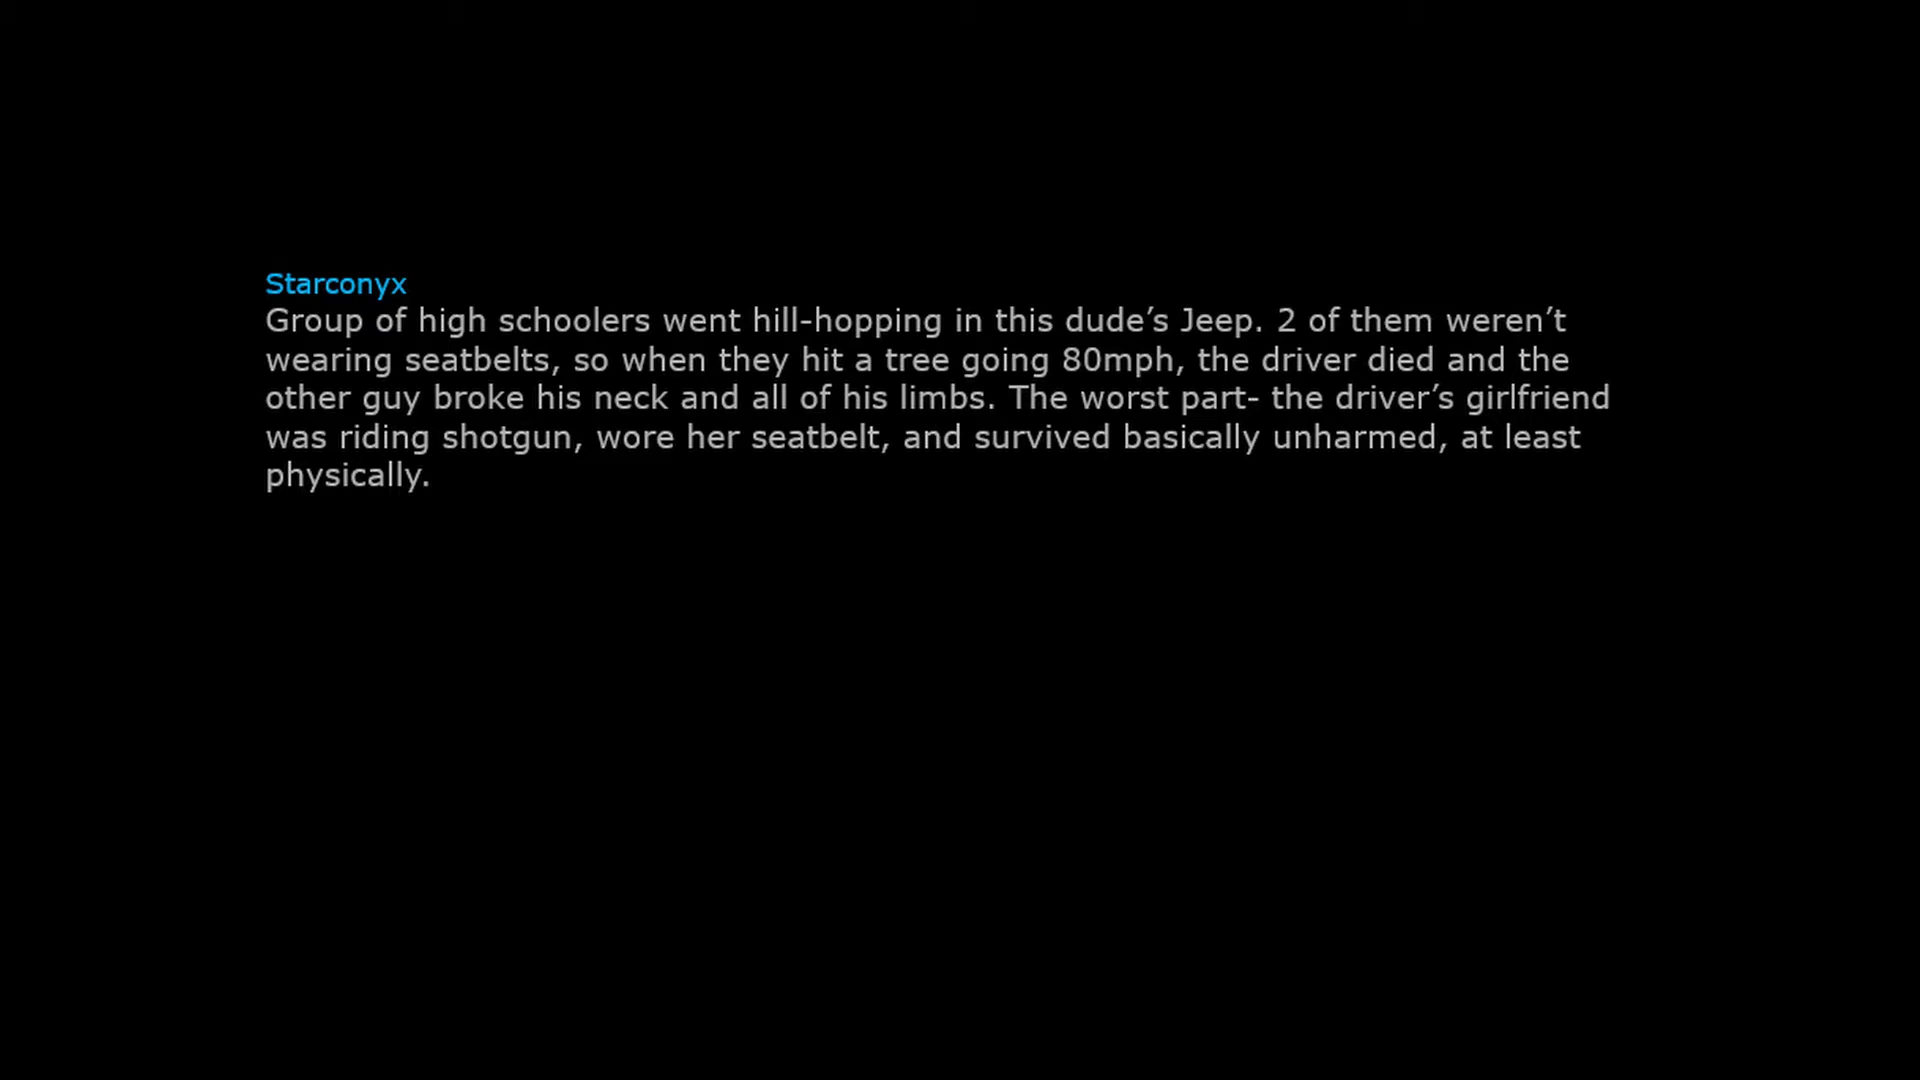 Starconyx
Group of high schoolers went hill-hopping in this dude’s Jeep. 2 of them weren’t
wearing seatbelts, so when they hit a tree going 80mph, the driver died and the
other guy broke his neck and all of his limbs. The worst part- the driver’s girlfriend
was riding shotgun, wore her seatbelt, and survived basically unharmed, at least
physically.